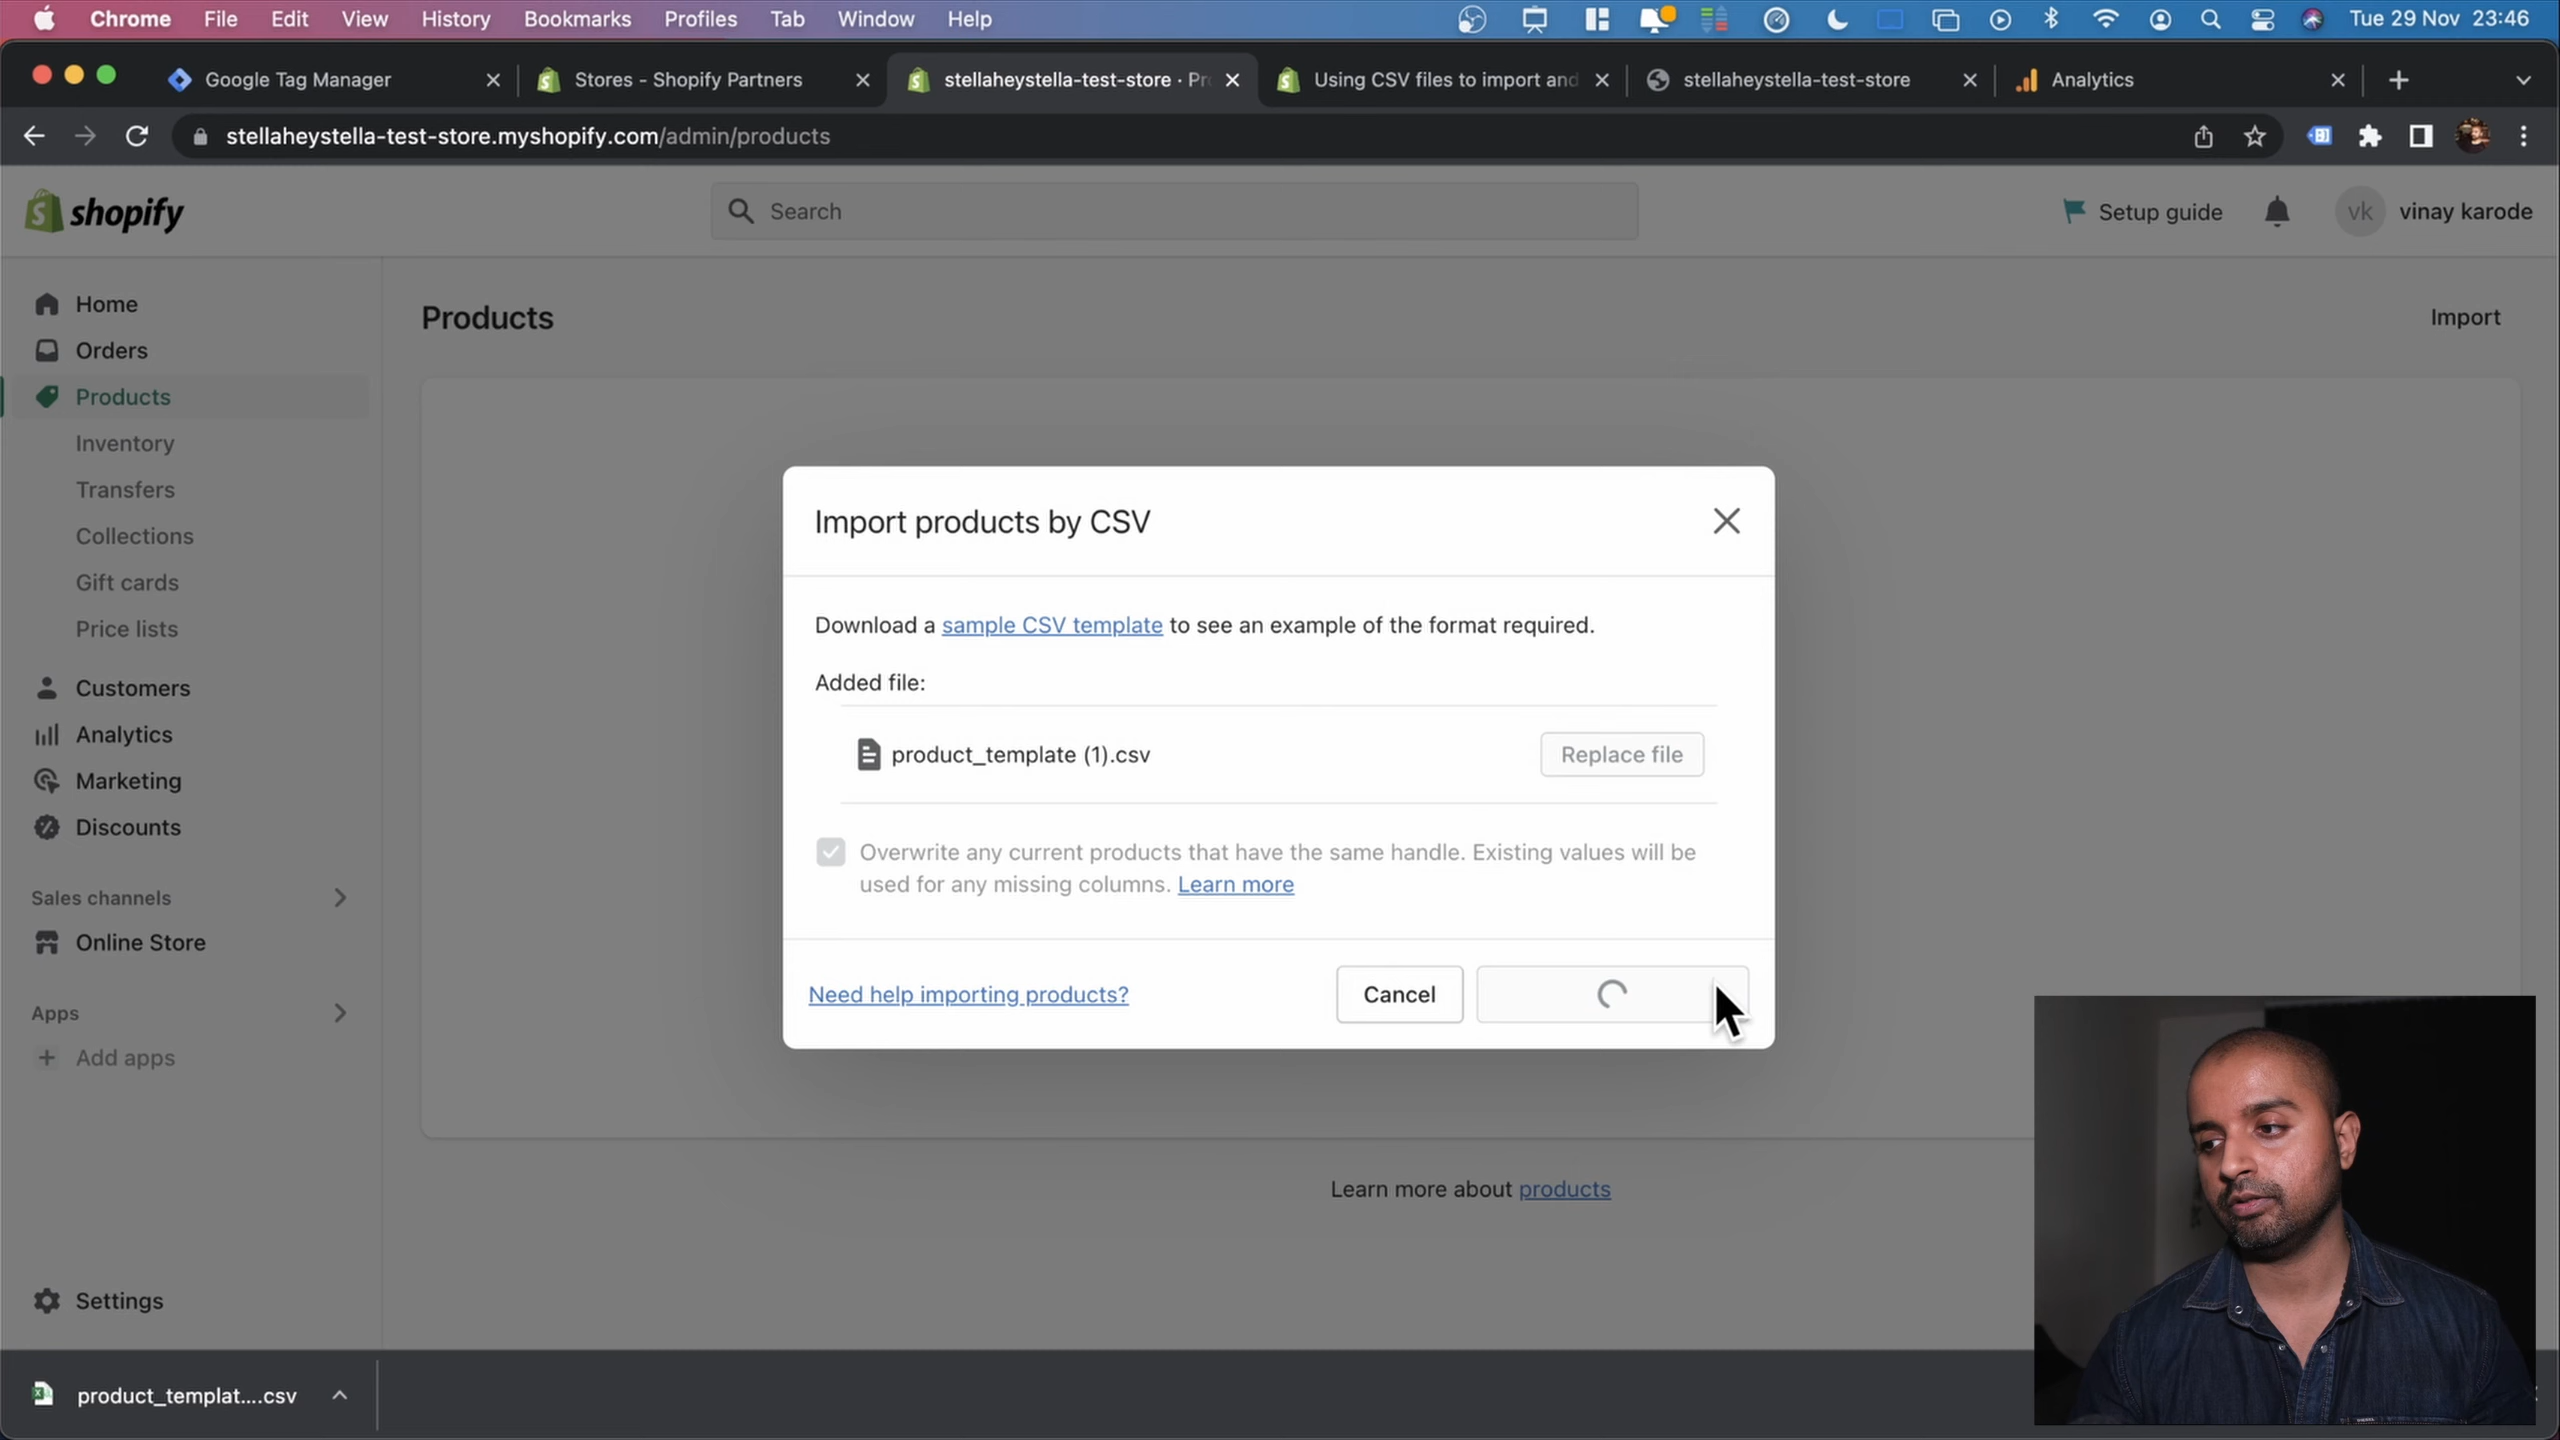 Chrome File Edit View History Bookmarks Profiles Tab Window Help Tue 29 Nov 23:46
Google Tag Manager
Stores - Shopify Partners
stellaheystella-test-store · Pr
Using CSV files to import and
stellaheystella-test-store
Analytics
stellaheystella-test-store.myshopify.com/admin/products
shopify
Search
Setup guide
vk
vinay karode
Home
Orders
Products
Inventory
Transfers
Collections
Gift cards
Price lists
Customers
Analytics
Marketing
Discounts
Sales channels
Online Store
Apps
Add apps
Settings
Products
Import
Import products by CSV
Download a sample CSV template to see an example of the format required.
Added file:
product_template (1).csv
Replace file
Overwrite any current products that have the same handle. Existing values will be
used for any missing columns. Learn more
Need help importing products?
Cancel
Learn more about products
product_templat....csv